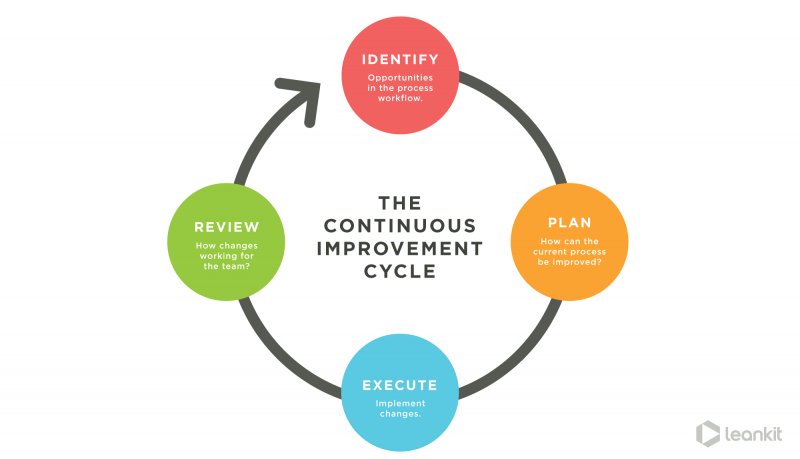 IDENTIFY
Opportunities
in the process
workflow.
PLAN
How can the
current process
be improved?
EXECUTE
Implement
changes.
REVIEW
How changes
working for
the team?
THE
CONTINUOUS
IMPROVEMENT
CYCLE
leankit